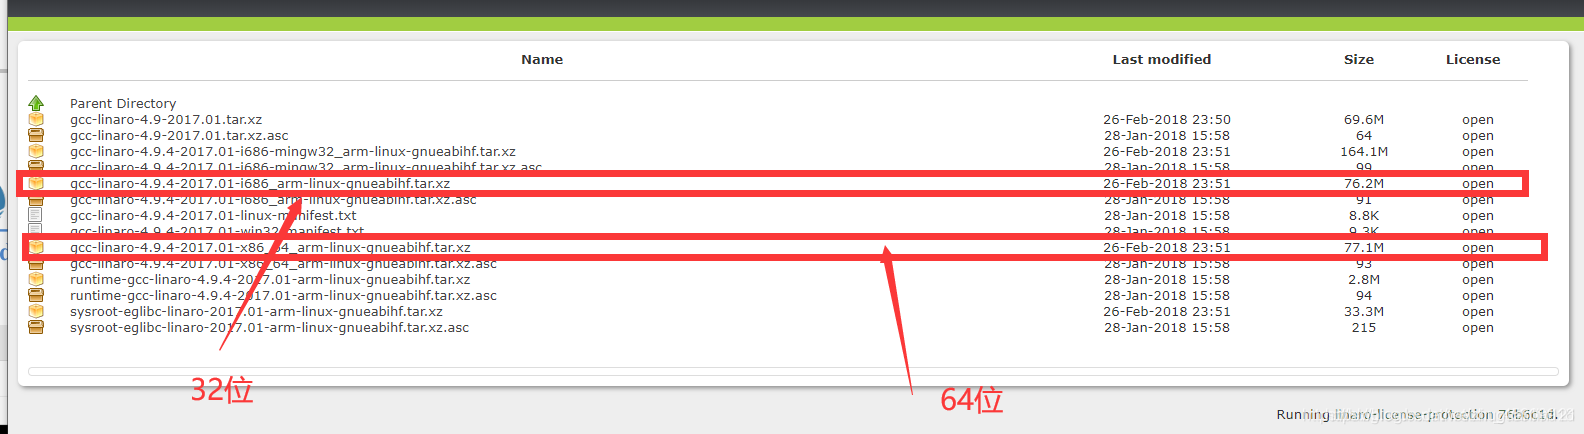 Name Last modified Size License
Parent Directory
gcc-linaro-4.9-2017.01.tar.xz 26-Feb-2018 23:50 69.6M open
gcc-linaro-4.9-2017.01.tar.xz.asc 28-Jan-2018 15:58 64 open
gcc-linaro-4.9.4-2017.01-i686-mingw32_arm-linux-gnueabihf.tar.xz 26-Feb-2018 23:51 164.1M open
gcc-linaro-4.9.4-2017.01-i686-mingw32_arm-linux-gnueabihf.tar.xz.asc 28-Jan-2018 15:58 99 open
gcc-linaro-4.9.4-2017.01-i686_arm-linux-gnueabihf.tar.xz 26-Feb-2018 23:51 76.2M open
gcc-linaro-4.9.4-2017.01-i686_arm-linux-gnueabihf.tar.xz.asc 28-Jan-2018 15:58 91 open
gcc-linaro-4.9.4-2017.01-linux-manifest.txt 28-Jan-2018 15:58 8.8K open
gcc-linaro-4.9.4-2017.01-win32-manifest.txt 28-Jan-2018 15:58 9.3K open
gcc-linaro-4.9.4-2017.01-x86_64_arm-linux-gnueabihf.tar.xz 26-Feb-2018 23:51 77.1M open
gcc-linaro-4.9.4-2017.01-x86_64_arm-linux-gnueabihf.tar.xz.asc 28-Jan-2018 15:58 93 open
runtime-gcc-linaro-4.9.4-2017.01-arm-linux-gnueabihf.tar.xz 28-Jan-2018 15:58 2.8M open
runtime-gcc-linaro-4.9.4-2017.01-arm-linux-gnueabihf.tar.xz.asc 28-Jan-2018 15:58 94 open
sysroot-eglibc-linaro-2017.01-arm-linux-gnueabihf.tar.xz 26-Feb-2018 23:51 33.3M open
sysroot-eglibc-linaro-2017.01-arm-linux-gnueabihf.tar.xz.asc 28-Jan-2018 15:58 215 open
32位
64位
Running linaro-license-protection 76b6c1d.